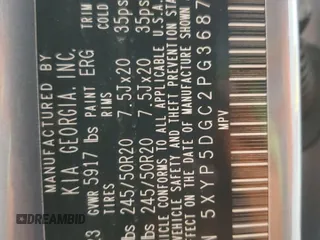 MANUFACTURED BY
KIA GEORGIA, INC.
23 GVWR 5917 lbs PAINT ERG TRIM
TIRES RIMS COLD
245/50R20 7.5Jx20 35ps
245/50R20 7.5Jx20 35ps
VEHICLE CONFORMS TO ALL APPLICABLE U.S.A.
VEHICLE SAFETY AND THEFT PREVENTION STA
THE DATE OF MANUFACTURE SHOWN
N 5XYP5DGC2PG3687
MPV
DREAMBID